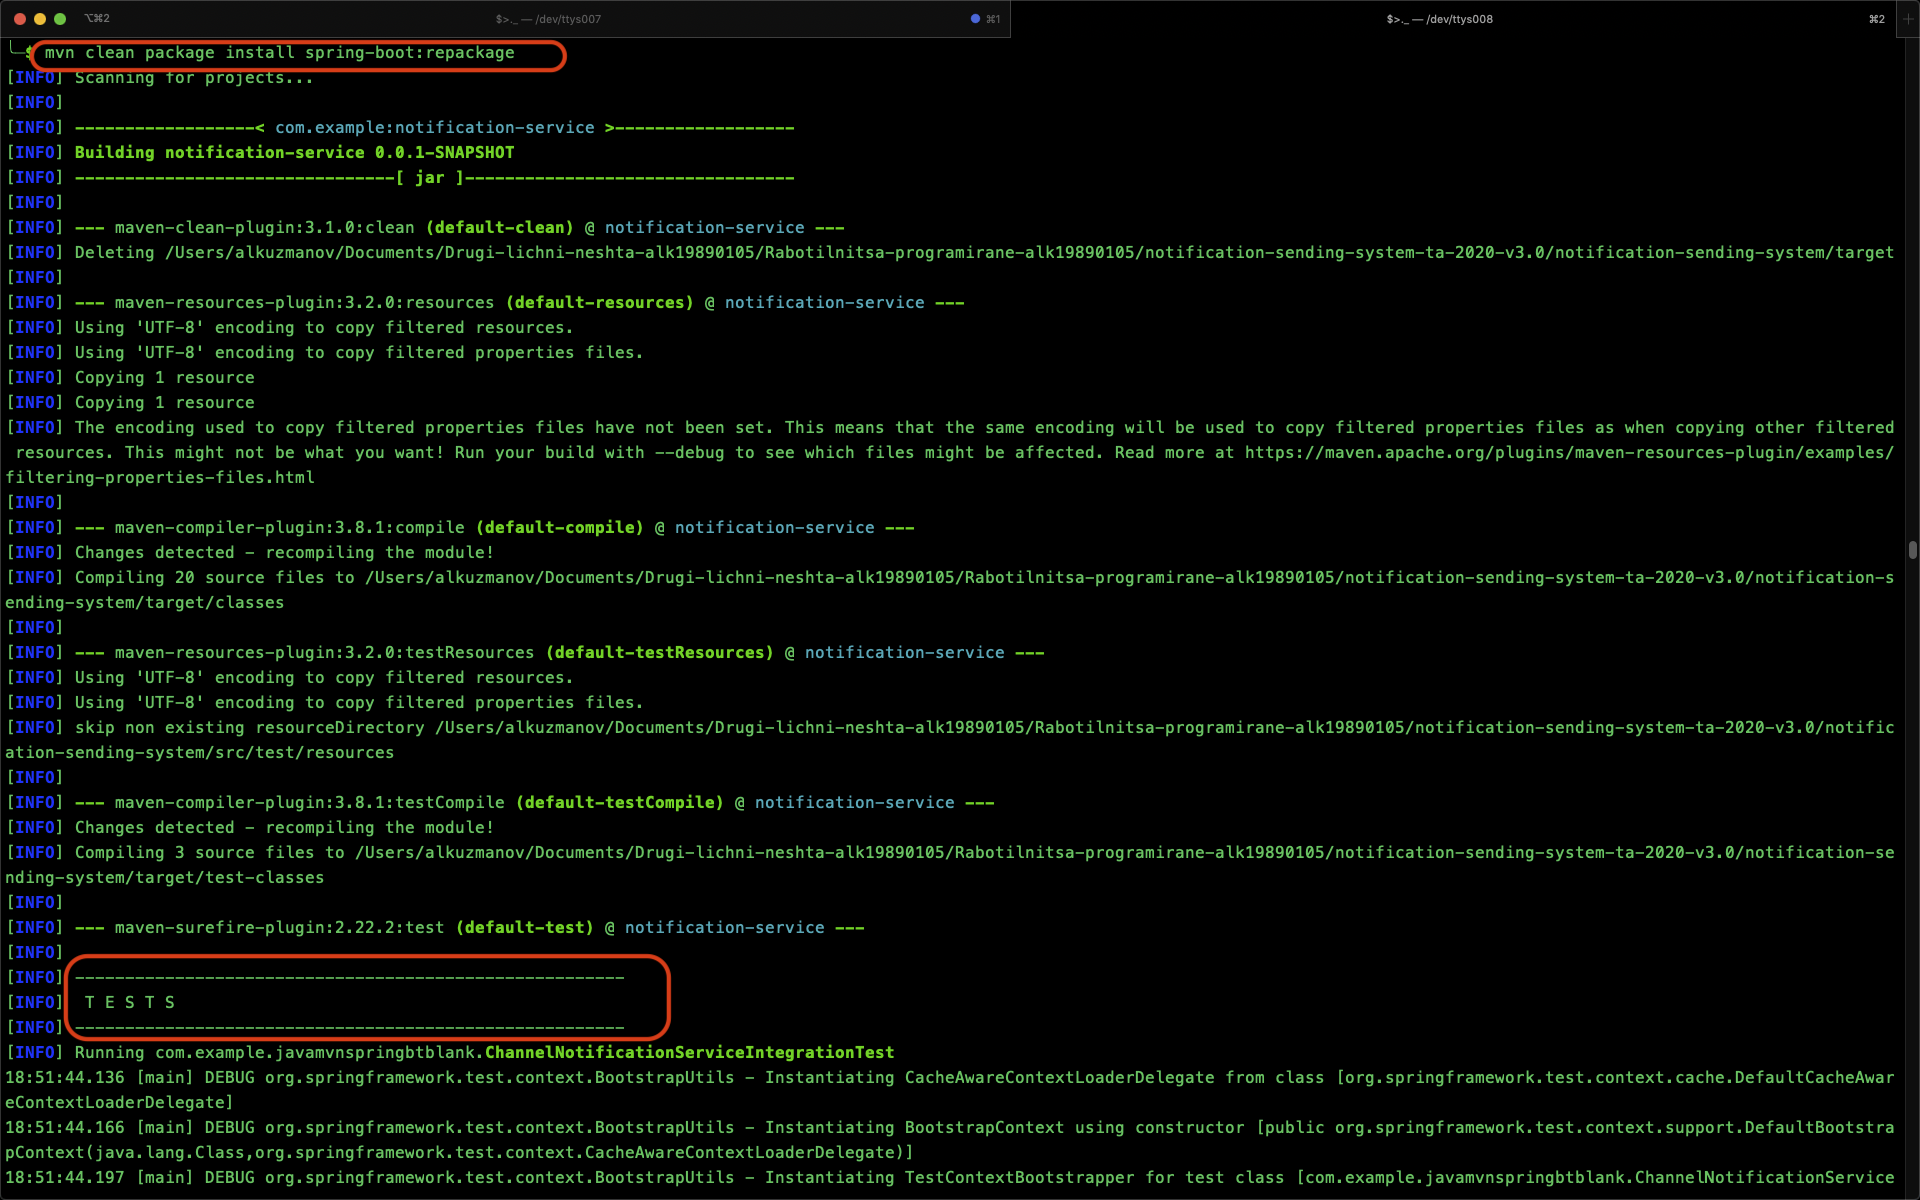 ⌥⌘2 $>._ — /dev/ttys007 ⌘1 $>._ — /dev/ttys008 ⌘2 +
$ mvn clean package install spring-boot:repackage
[INFO] Scanning for projects...
[INFO]
[INFO] ------------------< com.example:notification-service >------------------
[INFO] Building notification-service 0.0.1-SNAPSHOT
[INFO] --------------------------------[ jar ]---------------------------------
[INFO]
[INFO] --- maven-clean-plugin:3.1.0:clean (default-clean) @ notification-service ---
[INFO] Deleting /Users/alkuzmanov/Documents/Drugi-lichni-neshta-alk19890105/Rabotilnitsa-programirane-alk19890105/notification-sending-system-ta-2020-v3.0/notification-sending-system/target
[INFO]
[INFO] --- maven-resources-plugin:3.2.0:resources (default-resources) @ notification-service ---
[INFO] Using 'UTF-8' encoding to copy filtered resources.
[INFO] Using 'UTF-8' encoding to copy filtered properties files.
[INFO] Copying 1 resource
[INFO] Copying 1 resource
[INFO] The encoding used to copy filtered properties files have not been set. This means that the same encoding will be used to copy filtered properties files as when copying other filtered
resources. This might not be what you want! Run your build with --debug to see which files might be affected. Read more at https://maven.apache.org/plugins/maven-resources-plugin/examples/
filtering-properties-files.html
[INFO]
[INFO] --- maven-compiler-plugin:3.8.1:compile (default-compile) @ notification-service ---
[INFO] Changes detected - recompiling the module!
[INFO] Compiling 20 source files to /Users/alkuzmanov/Documents/Drugi-lichni-neshta-alk19890105/Rabotilnitsa-programirane-alk19890105/notification-sending-system-ta-2020-v3.0/notification-s
ending-system/target/classes
[INFO]
[INFO] --- maven-resources-plugin:3.2.0:testResources (default-testResources) @ notification-service ---
[INFO] Using 'UTF-8' encoding to copy filtered resources.
[INFO] Using 'UTF-8' encoding to copy filtered properties files.
[INFO] skip non existing resourceDirectory /Users/alkuzmanov/Documents/Drugi-lichni-neshta-alk19890105/Rabotilnitsa-programirane-alk19890105/notification-sending-system-ta-2020-v3.0/notific
ation-sending-system/src/test/resources
[INFO]
[INFO] --- maven-compiler-plugin:3.8.1:testCompile (default-testCompile) @ notification-service ---
[INFO] Changes detected - recompiling the module!
[INFO] Compiling 3 source files to /Users/alkuzmanov/Documents/Drugi-lichni-neshta-alk19890105/Rabotilnitsa-programirane-alk19890105/notification-sending-system-ta-2020-v3.0/notification-se
nding-system/target/test-classes
[INFO]
[INFO] --- maven-surefire-plugin:2.22.2:test (default-test) @ notification-service ---
[INFO]
[INFO] -------------------------------------------------------
[INFO]  T E S T S
[INFO] -------------------------------------------------------
[INFO] Running com.example.javamvnspringbtblank.ChannelNotificationServiceIntegrationTest
18:51:44.136 [main] DEBUG org.springframework.test.context.BootstrapUtils - Instantiating CacheAwareContextLoaderDelegate from class [org.springframework.test.context.cache.DefaultCacheAwar
eContextLoaderDelegate]
18:51:44.166 [main] DEBUG org.springframework.test.context.BootstrapUtils - Instantiating BootstrapContext using constructor [public org.springframework.test.context.support.DefaultBootstra
pContext(java.lang.Class,org.springframework.test.context.CacheAwareContextLoaderDelegate)]
18:51:44.197 [main] DEBUG org.springframework.test.context.BootstrapUtils - Instantiating TestContextBootstrapper for test class [com.example.javamvnspringbtblank.ChannelNotificationService